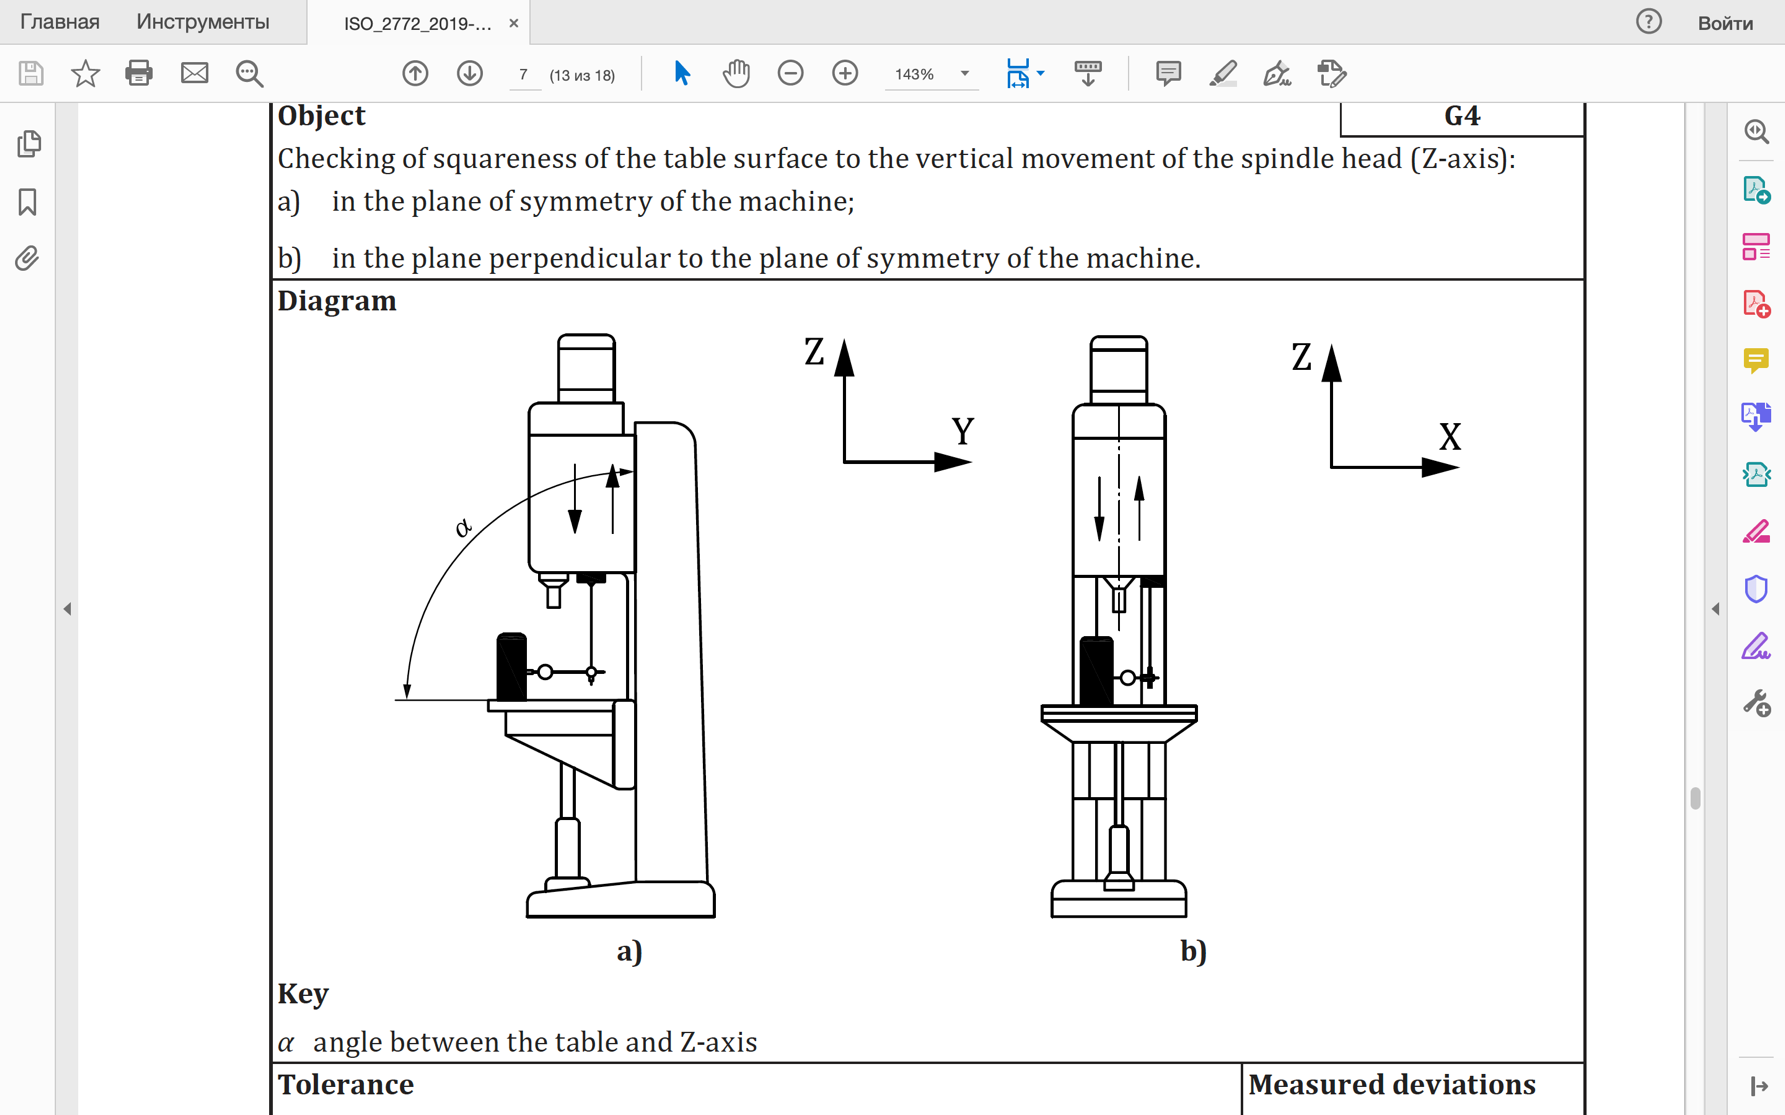 Главная Инструменты ISO_2772_2019-... × ? Войти
7 (13 из 18) 143%
Object G4
Checking of squareness of the table surface to the vertical movement of the spindle head (Z-axis):
a) in the plane of symmetry of the machine;
b) in the plane perpendicular to the plane of symmetry of the machine.
Diagram
Z Y Z X
α
a) b)
Key
α angle between the table and Z-axis
Tolerance Measured deviations